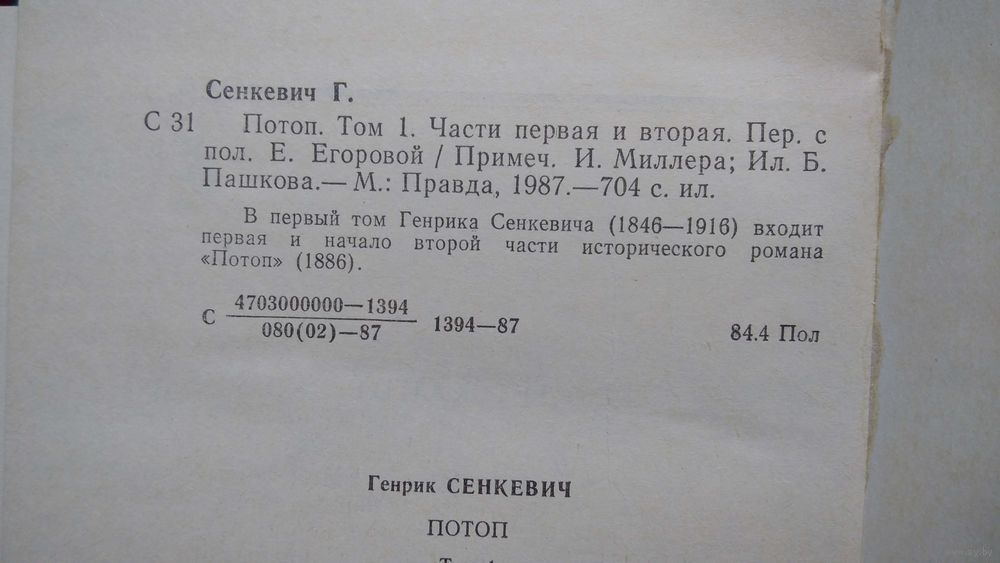 Сенкевич Г.
С 31 Потоп. Том 1. Части первая и вторая. Пер. с
пол. Е. Егоровой / Примеч. И. Миллера; Ил. Б.
Пашкова.— М.: Правда, 1987.—704 с. ил.
В первый том Генрика Сенкевича (1846—1916) входит
первая и начало второй части исторического романа
«Потоп» (1886).
С 4703000000—1394
080(02)—87
1394—87
84.4 Пол
Генрик СЕНКЕВИЧ
ПОТОП